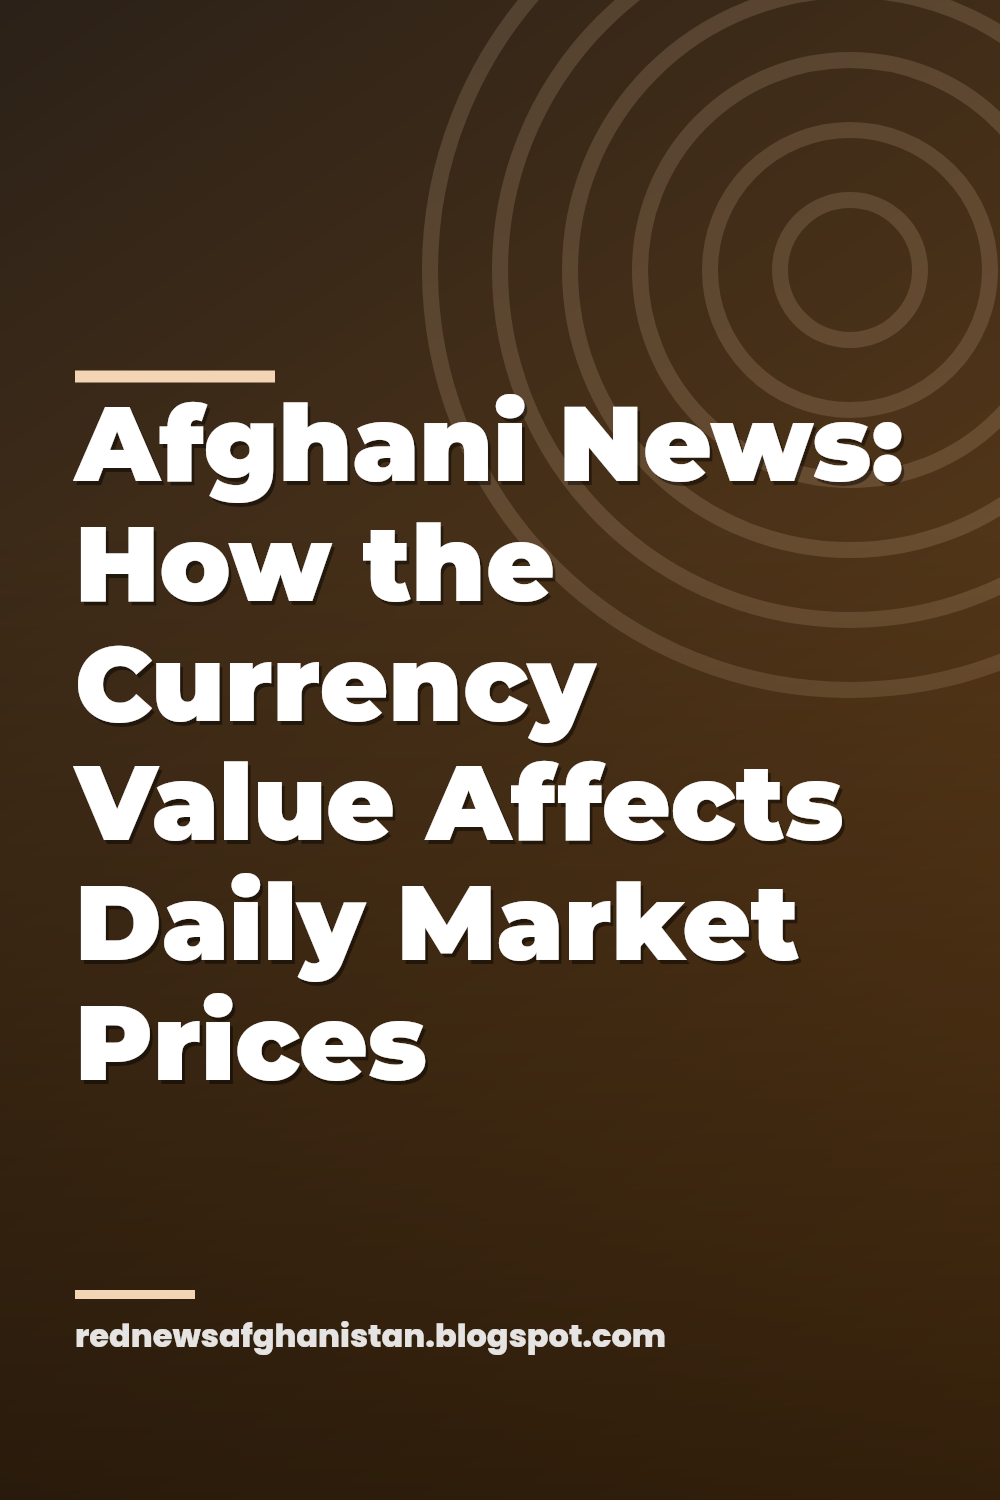 Afghani News:
How the
Currency
Value Affects
Daily Market
Prices
rednewsafghanistan.blogspot.com